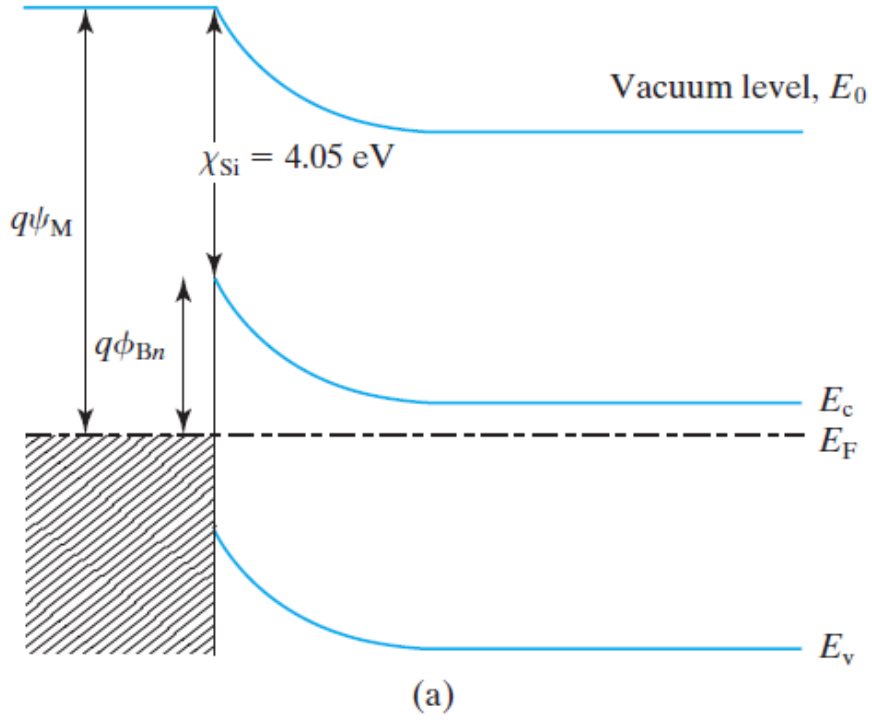 Vacuum level, E₀
χSi = 4.05 eV
qψM
qϕBn
Ec
EF
Ev
(a)